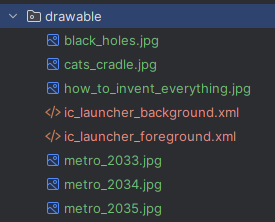 drawable
black_holes.jpg
cats_cradle.jpg
how_to_invent_everything.jpg
ic_launcher_background.xml
ic_launcher_foreground.xml
metro_2033.jpg
metro_2034.jpg
metro_2035.jpg